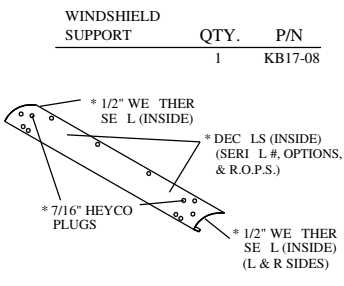 WINDSHIELD
SUPPORT QTY. P/N
1 KB17-08
* 1/2" WE THER
SE L (INSIDE)
* DEC LS (INSIDE)
(SERI L #, OPTIONS,
& R.O.P.S.)
* 7/16" HEYCO
PLUGS
* 1/2" WE THER
SE L (INSIDE)
(L & R SIDES)